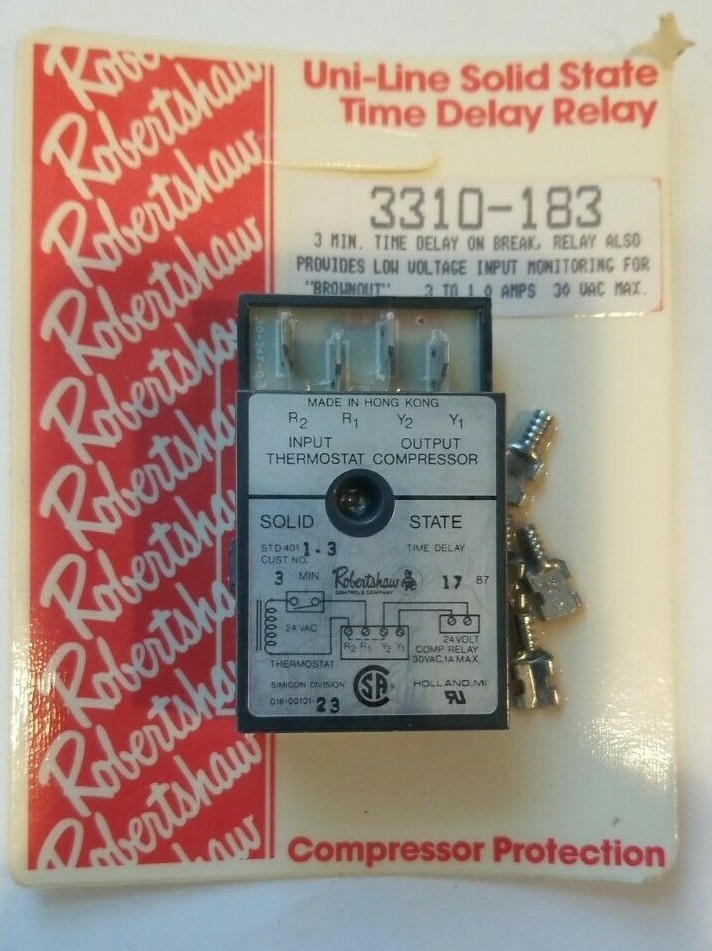 Robertshaw
Robertshaw
Robertshaw
Robertshaw
Robertshaw
Robertshaw
Robertshaw
Robertshaw
Robertshaw
Uni-Line Solid State
Time Delay Relay
3310-183
3 MIN. TIME DELAY ON BREAK, RELAY ALSO
PROVIDES LOW VOLTAGE INPUT MONITORING FOR
"BROWNOUT" .3 TO 1.0 AMPS 30 VAC MAX.
MADE IN HONG KONG
R2 R1 Y2 Y1
INPUT OUTPUT
THERMOSTAT COMPRESSOR
SOLID STATE
STD 401 1-3 TIME DELAY
CUST NO.
3 MIN Robertshaw 17 87
CONTROLS COMPANY
24 VAC
R2 R1 Y2 Y1
24 VOLT
COMP RELAY
30VAC, 1A MAX.
THERMOSTAT
SIMICON DIVISION SA HOLLAND, MI
018-00101-23
Compressor Protection